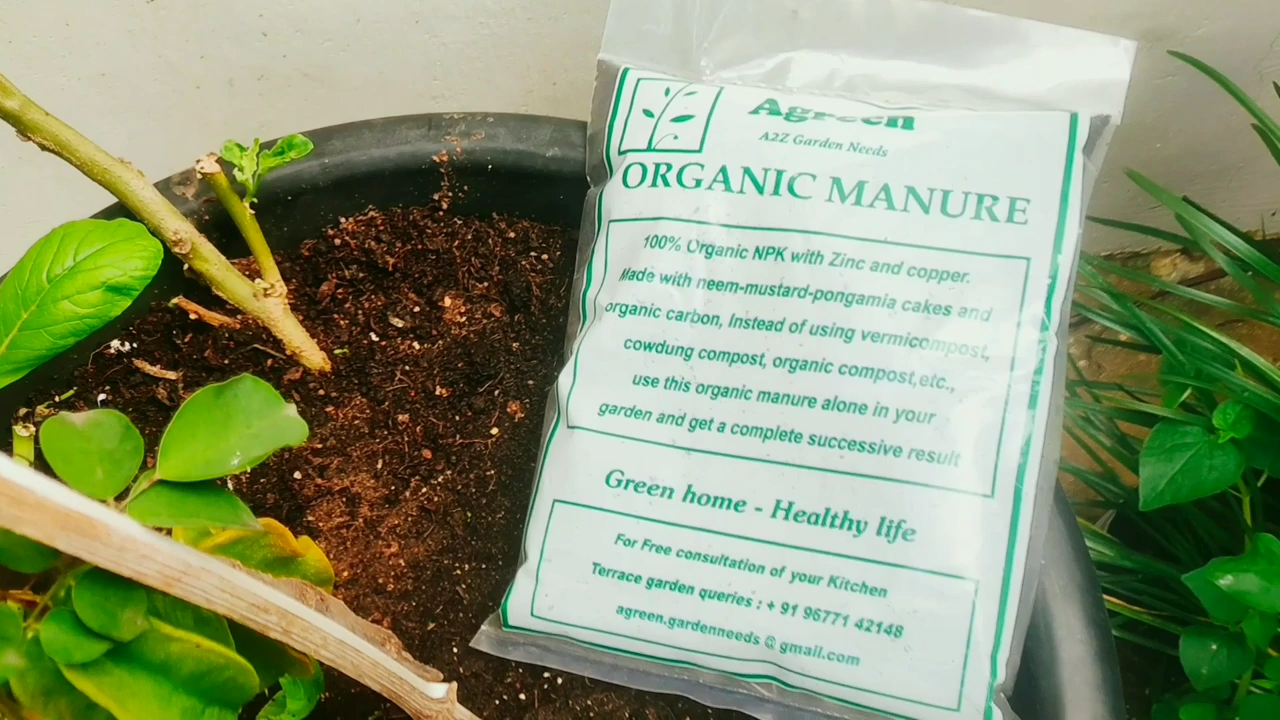 Agreen
A2Z Garden Needs
ORGANIC MANURE
100% Organic NPK with Zinc and copper.
Made with neem-mustard-pongamia cakes and
organic carbon, Instead of using vermicompost,
cowdung compost, organic compost,etc.,
use this organic manure alone in your
garden and get a complete successive result
Green home - Healthy life
For Free consultation of your Kitchen
Terrace garden queries : + 91 96771 42148
agreen.gardenneeds @ gmail.com